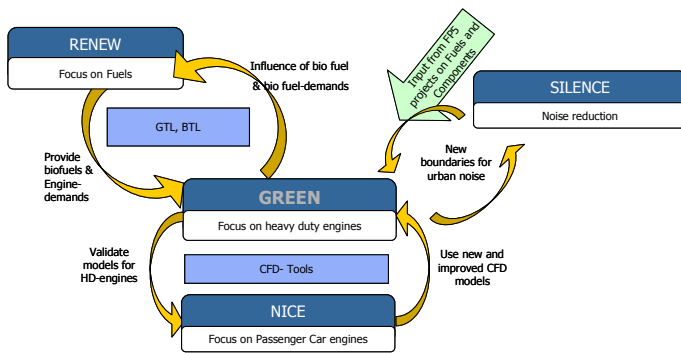 RENEW
Focus on Fuels
Influence of bio fuel
& bio fuel-demands
Input from FP5
projects on Fuels and
Components
SILENCE
Noise reduction
GTL, BTL
New
boundaries for
urban noise
Provide
biofuels &
Engine-
demands
GREEN
Focus on heavy duty engines
Validate
models for
HD-engines
CFD- Tools
Use new and
improved CFD
models
NICE
Focus on Passenger Car engines